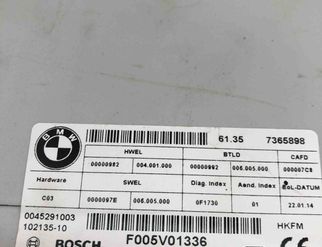 BMW
61.35 7365898
HWEL BTLD CAFD
00000982 004.001.000 00000992 006.005.000 000007C8
Hardware SWEL Diag. Index Aend. Index EoL-DATUM
C03 0000097E 006.005.000 0F1730 01 22.01.14
0045291003
102135-10
HKFM
BOSCH F005V01336